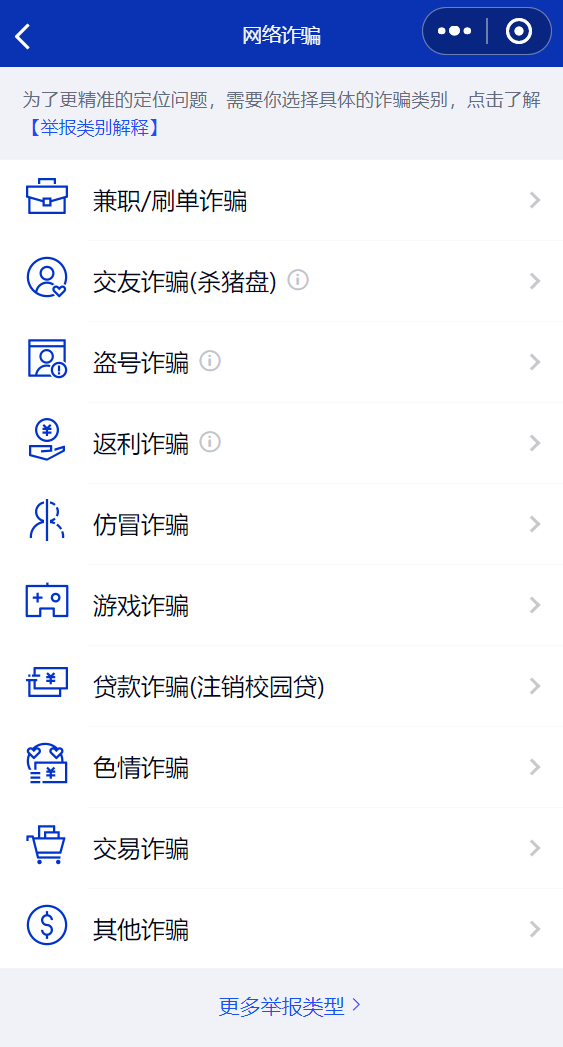 网络诈骗
为了更精准的定位问题，需要你选择具体的诈骗类别，点击了解
【举报类别解释】
兼职/刷单诈骗
交友诈骗(杀猪盘)
盗号诈骗
返利诈骗
仿冒诈骗
游戏诈骗
贷款诈骗(注销校园贷)
色情诈骗
交易诈骗
其他诈骗
更多举报类型